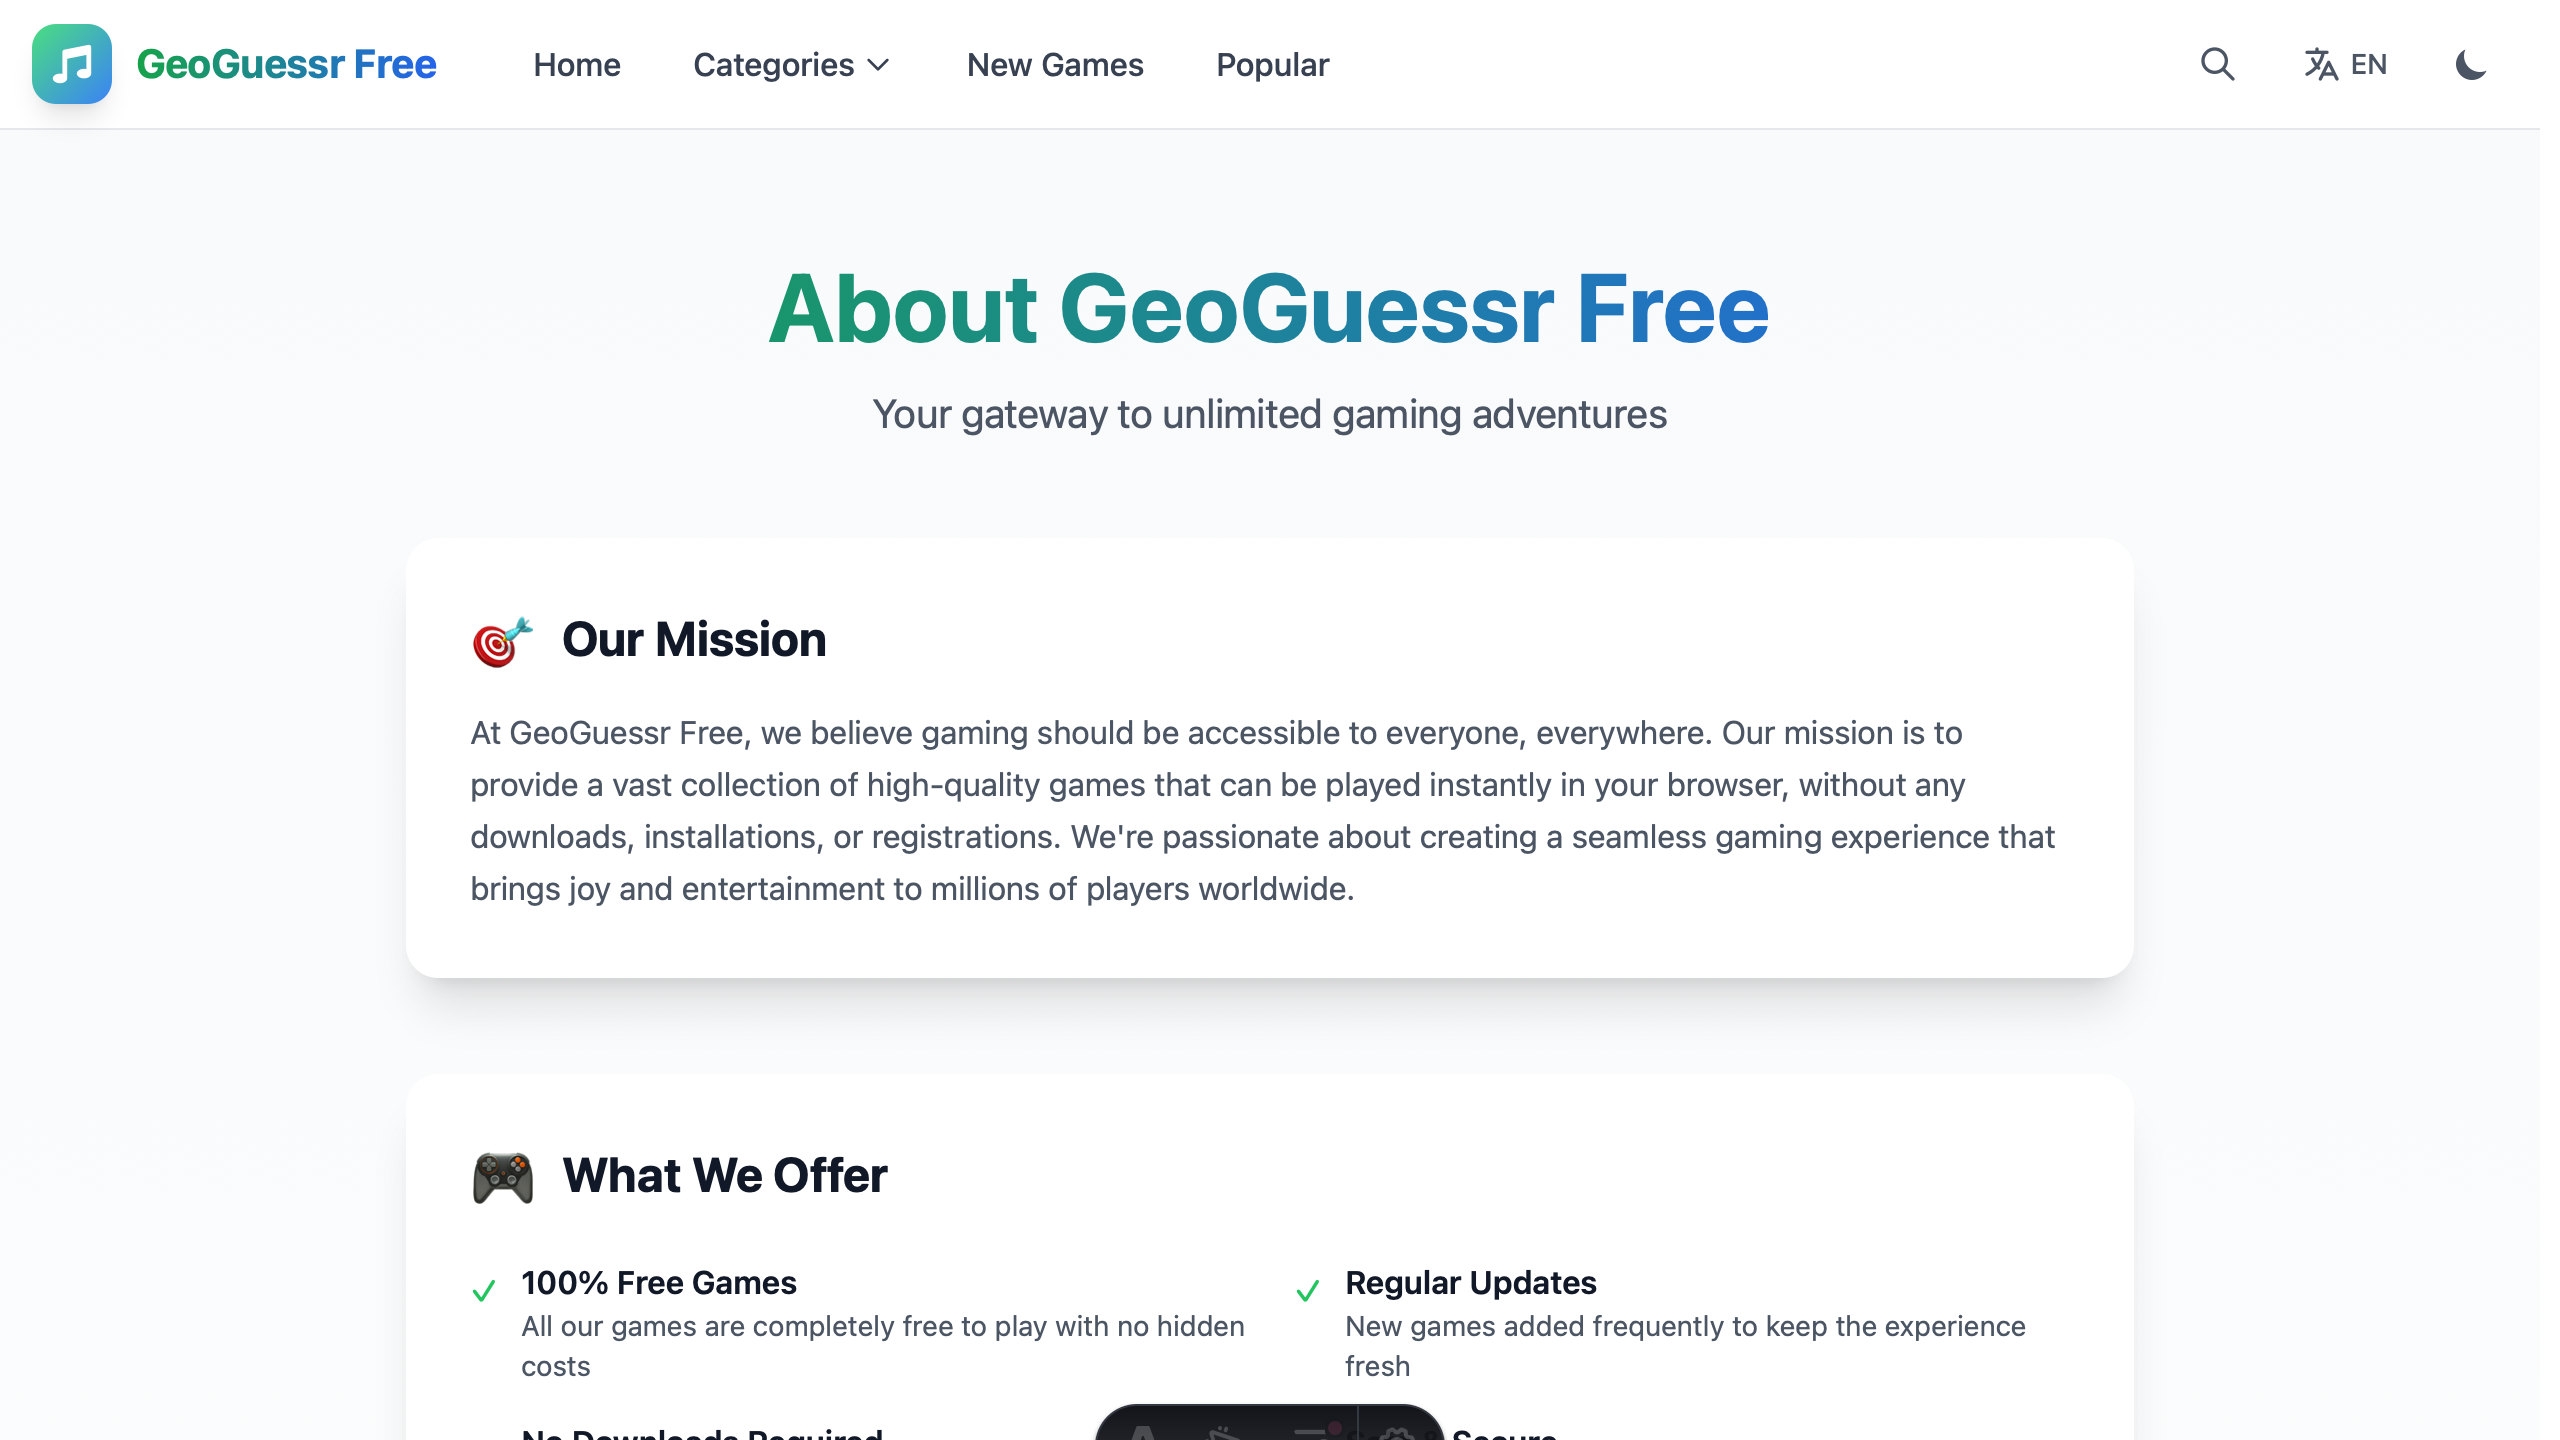 GeoGuessr Free
Home
Categories
New Games
Popular
EN
About GeoGuessr Free
Your gateway to unlimited gaming adventures
Our Mission
At GeoGuessr Free, we believe gaming should be accessible to everyone, everywhere. Our mission is to
provide a vast collection of high-quality games that can be played instantly in your browser, without any
downloads, installations, or registrations. We're passionate about creating a seamless gaming experience that
brings joy and entertainment to millions of players worldwide.
What We Offer
100% Free Games
All our games are completely free to play with no hidden
costs
Regular Updates
New games added frequently to keep the experience
fresh
No Downloads Required
Secure